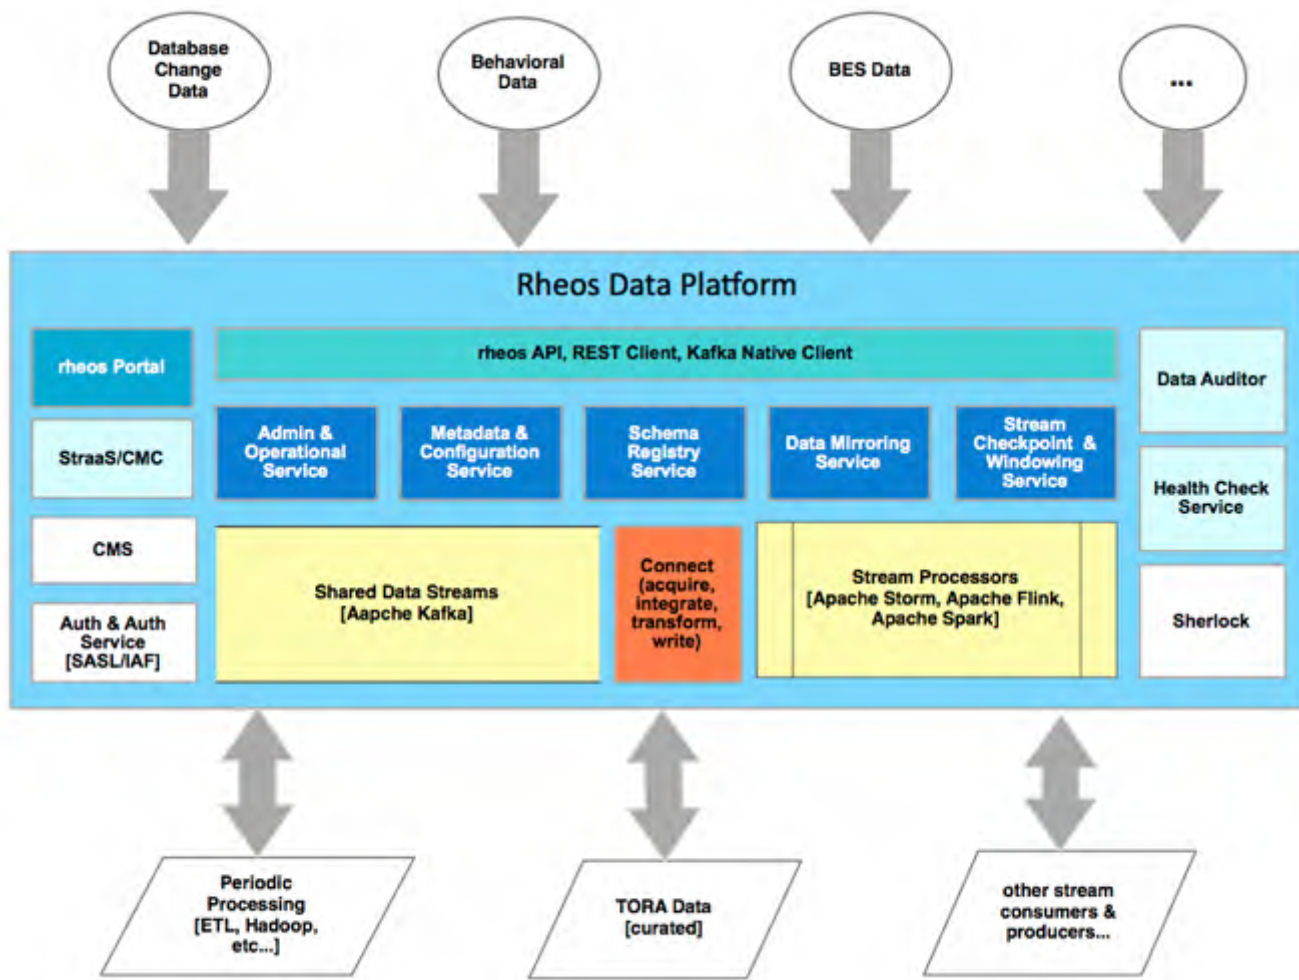 Database
Change
Data
Behavioral
Data
BES Data
...
Rheos Data Platform
rheos Portal
rheos API, REST Client, Kafka Native Client
Data Auditor
StraaS/CMC
Admin &
Operational
Service
Metadata &
Configuration
Service
Schema
Registry
Service
Data Mirroring
Service
Stream
Checkpoint &
Windowing
Service
Health Check
Service
CMS
Shared Data Streams
[Aapche Kafka]
Connect
(acquire,
integrate,
transform,
write)
Stream Processors
[Apache Storm, Apache Flink,
Apache Spark]
Auth & Auth
Service
[SASL/IAF]
Sherlock
Periodic
Processing
[ETL, Hadoop,
etc...]
TORA Data
[curated]
other stream
consumers &
producers...